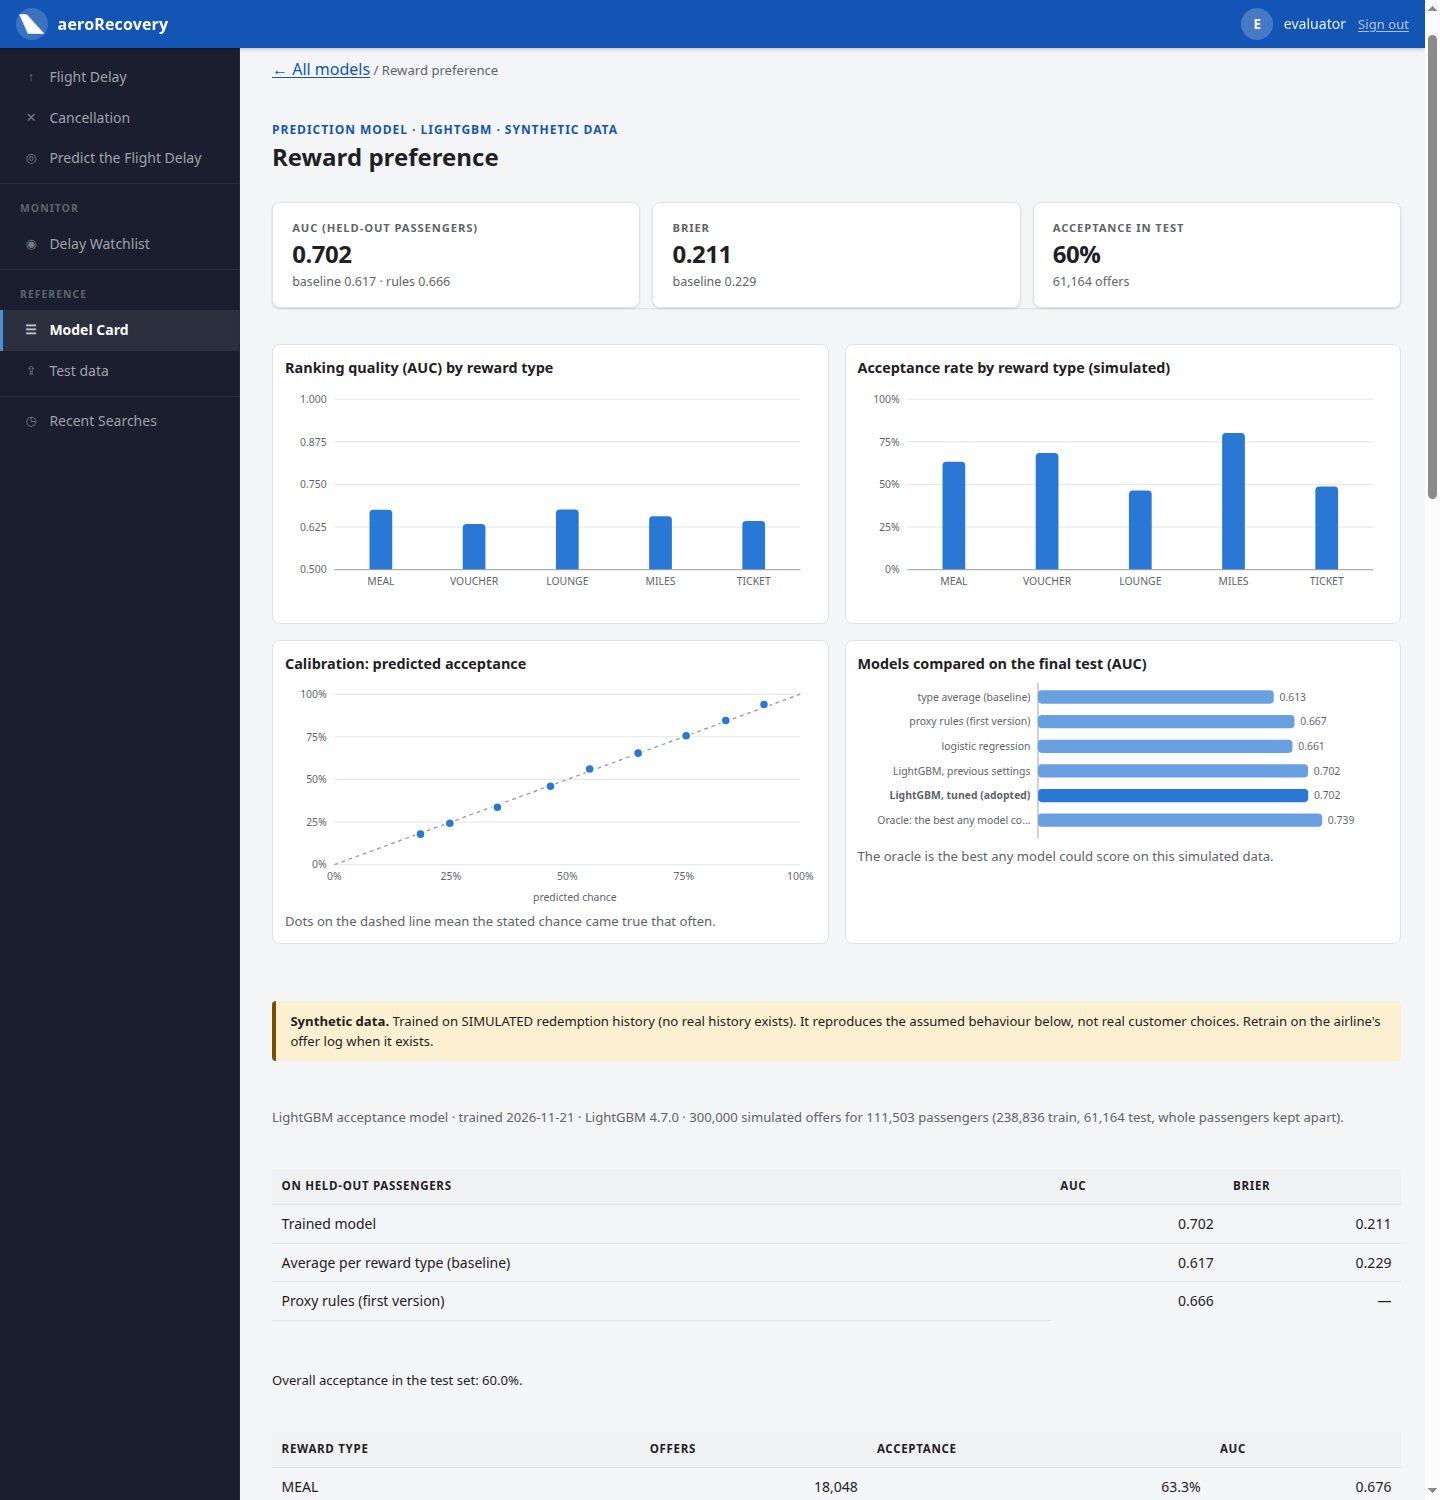 aeroRecovery
E evaluator Sign out
↑ Flight Delay
✕ Cancellation
◎ Predict the Flight Delay
MONITOR
◉ Delay Watchlist
REFERENCE
☰ Model Card
⇪ Test data
◷ Recent Searches
← All models / Reward preference
PREDICTION MODEL · LIGHTGBM · SYNTHETIC DATA
Reward preference
AUC (HELD-OUT PASSENGERS)
0.702
baseline 0.617 · rules 0.666
BRIER
0.211
baseline 0.229
ACCEPTANCE IN TEST
60%
61,164 offers
Ranking quality (AUC) by reward type
1.000
0.875
0.750
0.625
0.500
MEAL VOUCHER LOUNGE MILES TICKET
Acceptance rate by reward type (simulated)
100%
75%
50%
25%
0%
MEAL VOUCHER LOUNGE MILES TICKET
Calibration: predicted acceptance
100%
75%
50%
25%
0%
0% 25% 50% 75% 100%
predicted chance
Dots on the dashed line mean the stated chance came true that often.
Models compared on the final test (AUC)
type average (baseline) 0.613
proxy rules (first version) 0.667
logistic regression 0.661
LightGBM, previous settings 0.702
LightGBM, tuned (adopted) 0.702
Oracle: the best any model co... 0.739
The oracle is the best any model could score on this simulated data.
Synthetic data. Trained on SIMULATED redemption history (no real history exists). It reproduces the assumed behaviour below, not real customer choices. Retrain on the airline's
offer log when it exists.
LightGBM acceptance model · trained 2026-11-21 · LightGBM 4.7.0 · 300,000 simulated offers for 111,503 passengers (238,836 train, 61,164 test, whole passengers kept apart).
ON HELD-OUT PASSENGERS AUC BRIER
Trained model 0.702 0.211
Average per reward type (baseline) 0.617 0.229
Proxy rules (first version) 0.666 —
Overall acceptance in the test set: 60.0%.
REWARD TYPE OFFERS ACCEPTANCE AUC
MEAL 18,048 63.3% 0.676